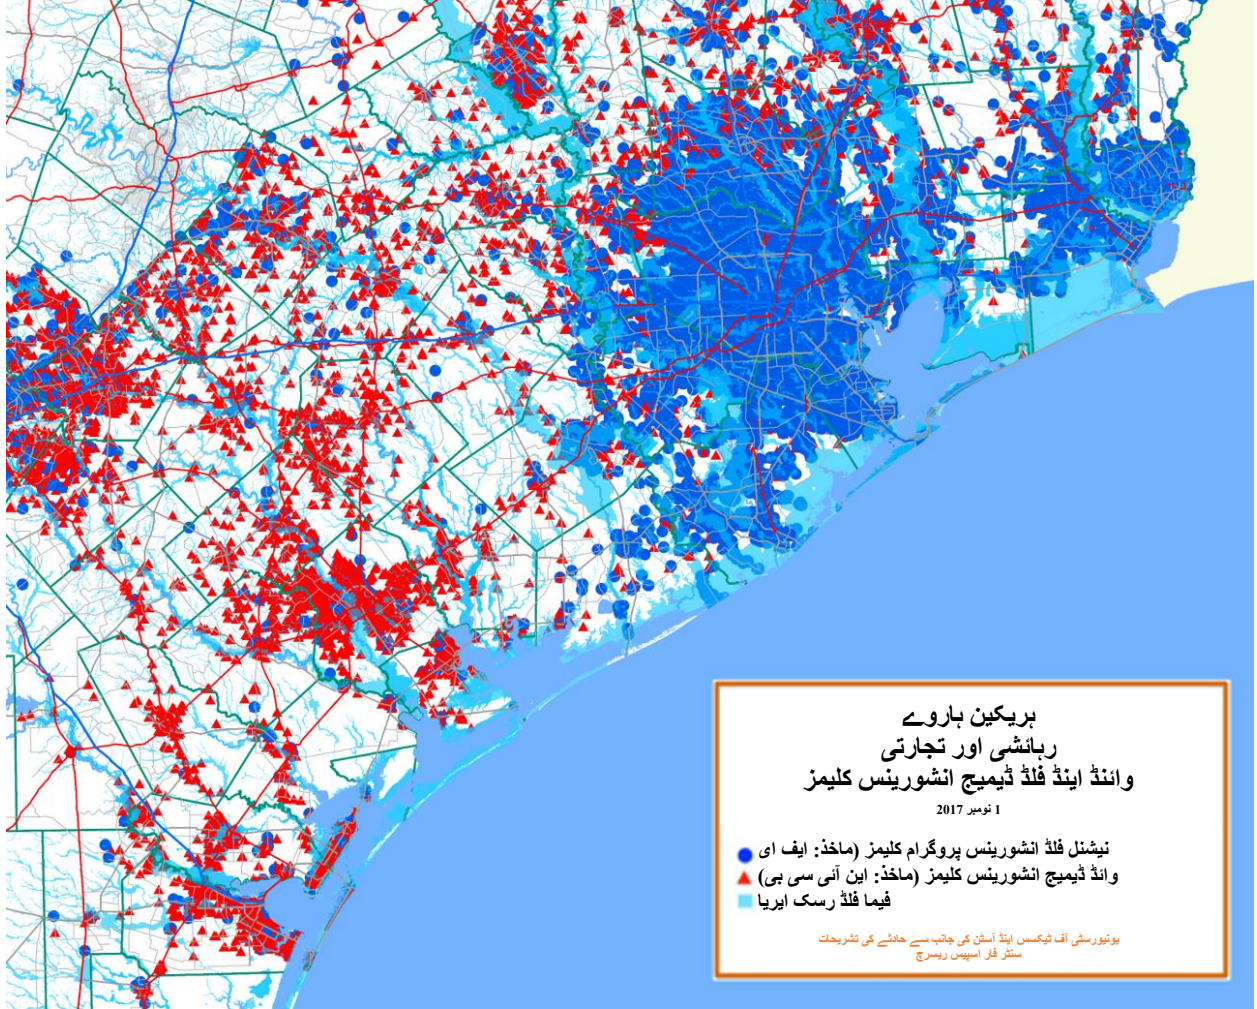 ہریکین ہاروے
رہائشی اور تجارتی
وائنڈ اینڈ فلڈ ڈیمیج انشورینس کلیمز
1 نومبر 2017
نیشنل فلڈ انشورینس پروگرام کلیمز (ماخذ: ایف ای
وائڈ ڈیمیج انشورینس کلیمز (ماخذ: این آئی سی بی)
فیما فلڈ رسک ایریا
یونیورسٹی آف ٹیکسس اینڈ آسٹن کی جانب سے حادثے کی تشریحات
سنٹر فار اسپیس ریسرچ